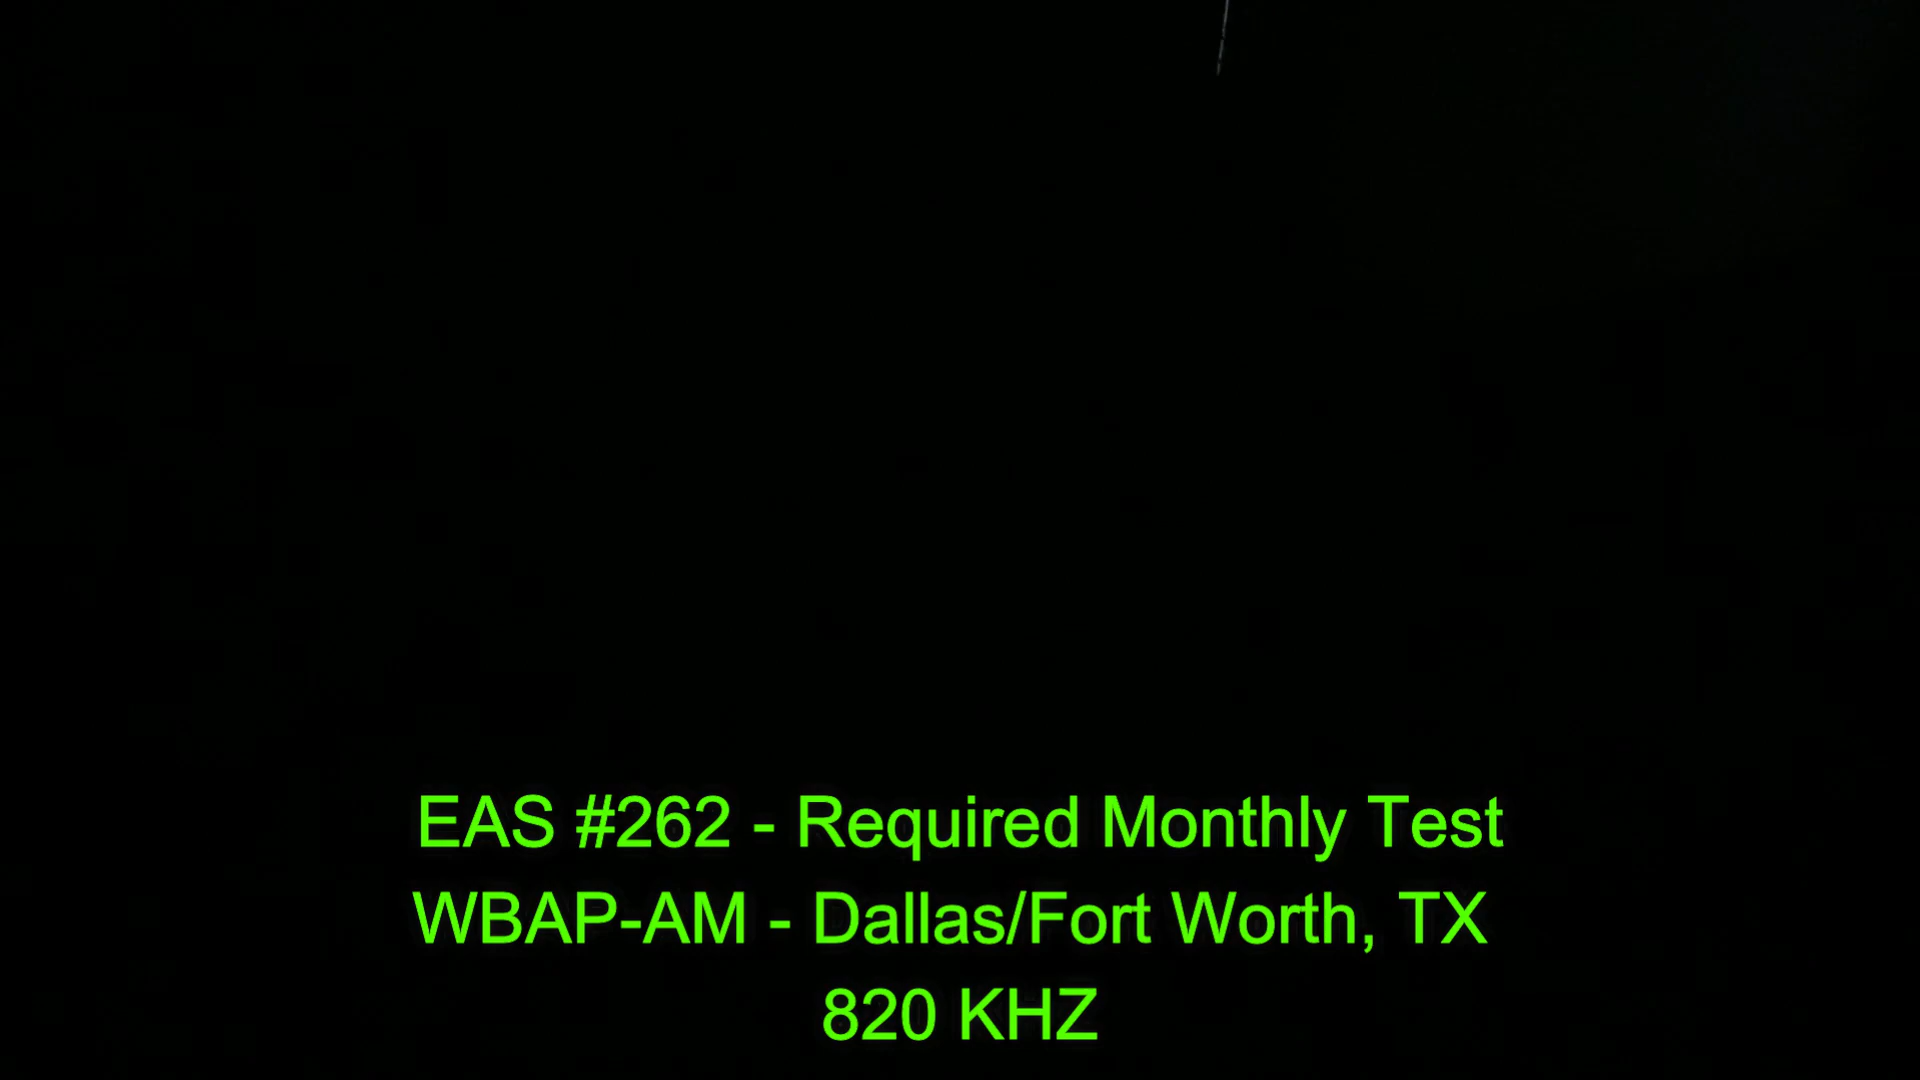 EAS #262 - Required Monthly Test
WBAP-AM - Dallas/Fort Worth, TX
820 KHZ